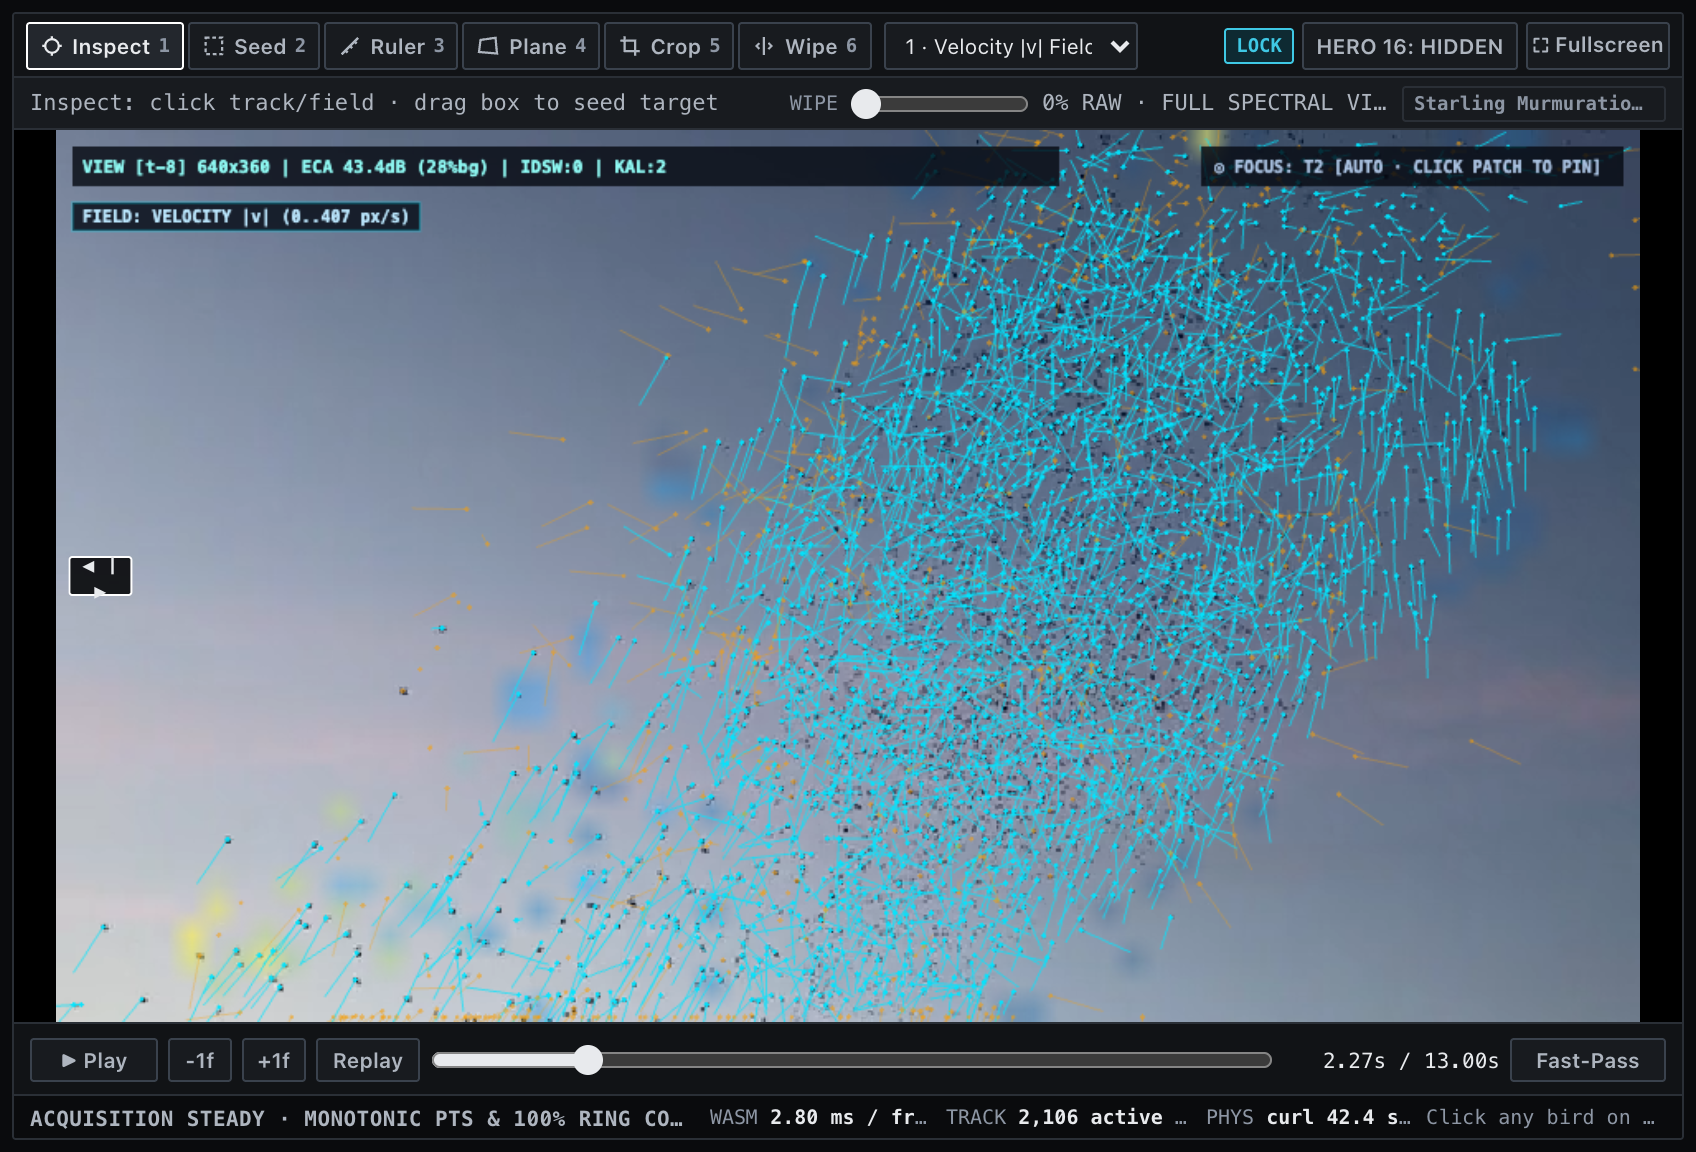 Inspect 1
Seed 2
Ruler 3
Plane 4
Crop 5
Wipe 6
1 · Velocity |v| Fielc
LOCK
HERO 16: HIDDEN
Fullscreen
Inspect: click track/field · drag box to seed target
WIPE
0% RAW · FULL SPECTRAL VI…
Starling Murmuratio…
VIEW [t-8] 640x360 | ECA 43.4dB (28%bg) | IDSW:0 | KAL:2
◎ FOCUS: T2 [AUTO · CLICK PATCH TO PIN]
FIELD: VELOCITY |v| (0..407 px/s)
▶ Play
-1f
+1f
Replay
2.27s / 13.00s
Fast-Pass
ACQUISITION STEADY · MONOTONIC PTS & 100% RING CO…
WASM 2.80 ms / fr…
TRACK 2,106 active …
PHYS curl 42.4 s…
Click any bird on …